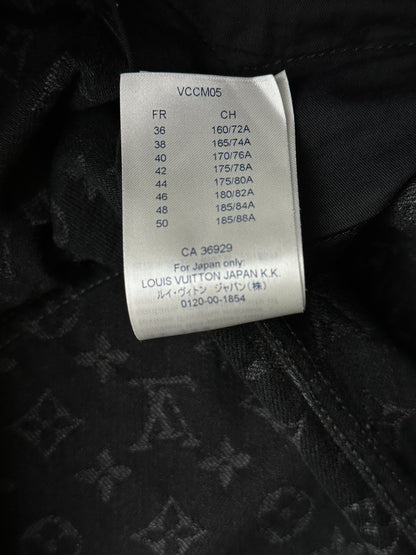 VCCM05
FR CH
36 160/72A
38 165/74A
40 170/76A
42 175/78A
44 175/80A
46 180/82A
48 185/84A
50 185/88A
CA 36929
For Japan only:
LOUIS VUITTON JAPAN K.K.
ルイ・ヴィトン ジャパン(株)
0120-00-1854